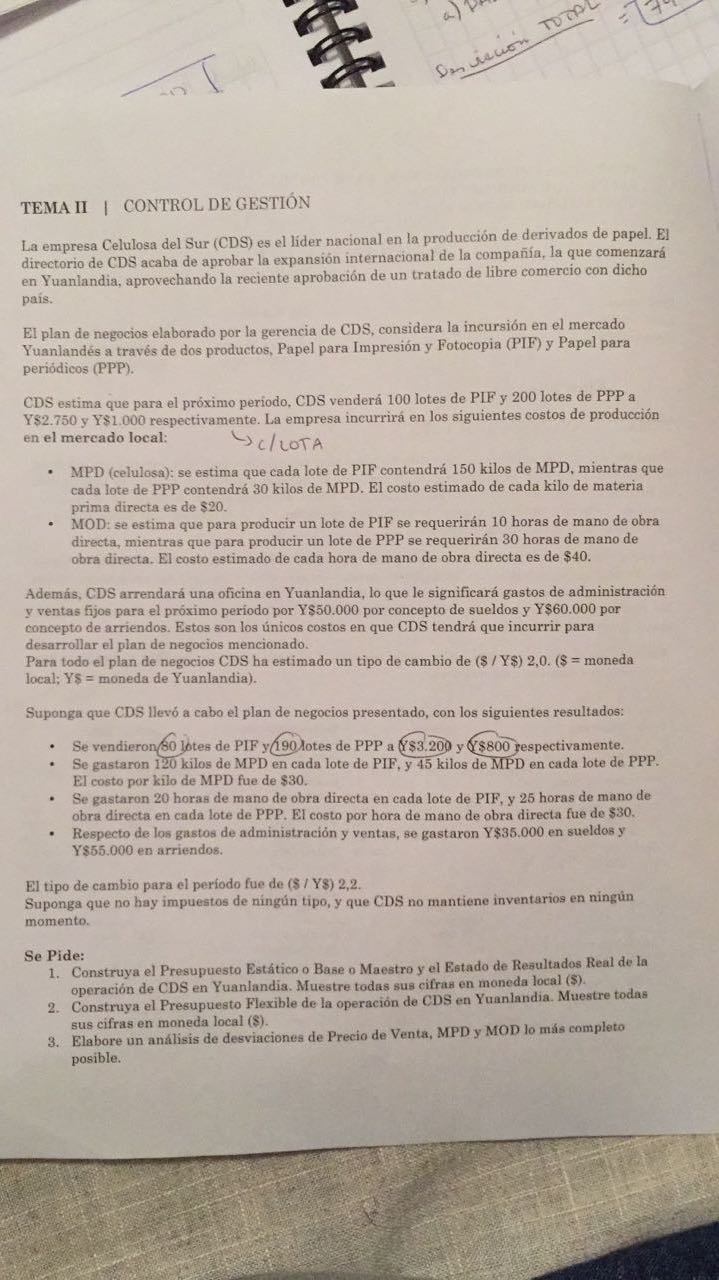 a)
Desviación TOTAL
=
TEMA II | CONTROL DE GESTIÓN
La empresa Celulosa del Sur (CDS) es el líder nacional en la producción de derivados de papel. El
directorio de CDS acaba de aprobar la expansión internacional de la compañía, la que comenzará
en Yuanlandia, aprovechando la reciente aprobación de un tratado de libre comercio con dicho
país.
El plan de negocios elaborado por la gerencia de CDS, considera la incursión en el mercado
Yuanlandés a través de dos productos, Papel para Impresión y Fotocopia (PIF) y Papel para
periódicos (PPP).
CDS estima que para el próximo período, CDS venderá 100 lotes de PIF y 200 lotes de PPP a
Y$2.750 y Y$1.000 respectivamente. La empresa incurrirá en los siguientes costos de producción
en el mercado local:
C/LOTA
• MPD (celulosa): se estima que cada lote de PIF contendrá 150 kilos de MPD, mientras que
cada lote de PPP contendrá 30 kilos de MPD. El costo estimado de cada kilo de materia
prima directa es de $20.
• MOD: se estima que para producir un lote de PIF se requerirán 10 horas de mano de obra
directa, mientras que para producir un lote de PPP se requerirán 30 horas de mano de
obra directa. El costo estimado de cada hora de mano de obra directa es de $40.
Además, CDS arrendará una oficina en Yuanlandia, lo que le significará gastos de administración
y ventas fijos para el próximo período por Y$50.000 por concepto de sueldos y Y$60.000 por
concepto de arriendos. Estos son los únicos costos en que CDS tendrá que incurrir para
desarrollar el plan de negocios mencionado.
Para todo el plan de negocios CDS ha estimado un tipo de cambio de ($ / Y$) 2,0. ($ = moneda
local; Y$ = moneda de Yuanlandia).
Suponga que CDS llevó a cabo el plan de negocios presentado, con los siguientes resultados:
• Se vendieron 80 lotes de PIF y 190 lotes de PPP a Y$3.200 y Y$800 respectivamente.
• Se gastaron 120 kilos de MPD en cada lote de PIF, y 45 kilos de MPD en cada lote de PPP.
El costo por kilo de MPD fue de $30.
• Se gastaron 20 horas de mano de obra directa en cada lote de PIF, y 25 horas de mano de
obra directa en cada lote de PPP. El costo por hora de mano de obra directa fue de $30.
• Respecto de los gastos de administración y ventas, se gastaron Y$35.000 en sueldos y
Y$55.000 en arriendos.
El tipo de cambio para el período fue de ($ / Y$) 2,2.
Suponga que no hay impuestos de ningún tipo, y que CDS no mantiene inventarios en ningún
momento.
Se Pide:
1. Construya el Presupuesto Estático o Base o Maestro y el Estado de Resultados Real de la
operación de CDS en Yuanlandia. Muestre todas sus cifras en moneda local ($).
2. Construya el Presupuesto Flexible de la operación de CDS en Yuanlandia. Muestre todas
sus cifras en moneda local ($).
3. Elabore un análisis de desviaciones de Precio de Venta, MPD y MOD lo más completo
posible.